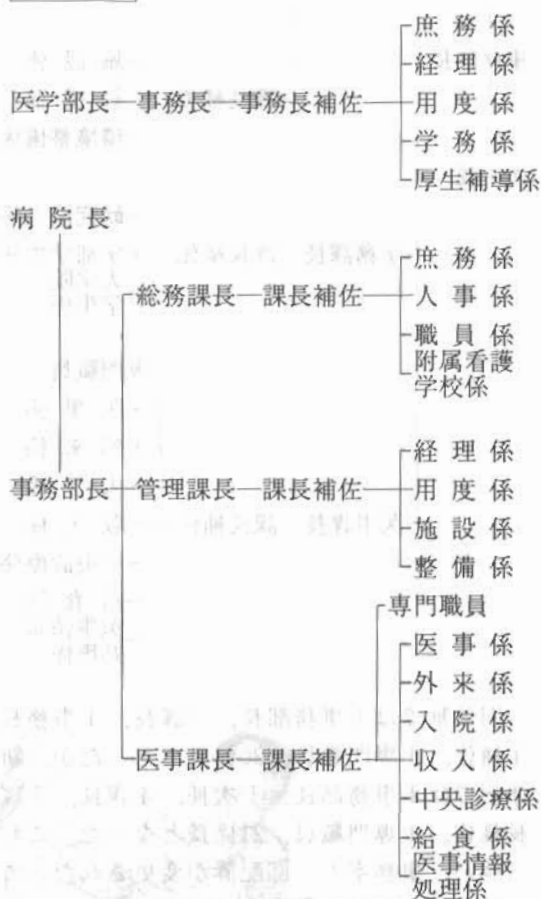 庶務係
経理係
医学部長 事務長 事務長補佐 用度係
学務係
厚生補導係
病院長
庶務係
総務課長 課長補佐 人事係
職員係
附属看護
学校係
経理係
事務部長 管理課長 課長補佐 用度係
施設係
整備係
専門職員
医事係
外来係
入院係
医事課長 課長補佐 収入係
中央診療係
給食係
医事情報
処理係